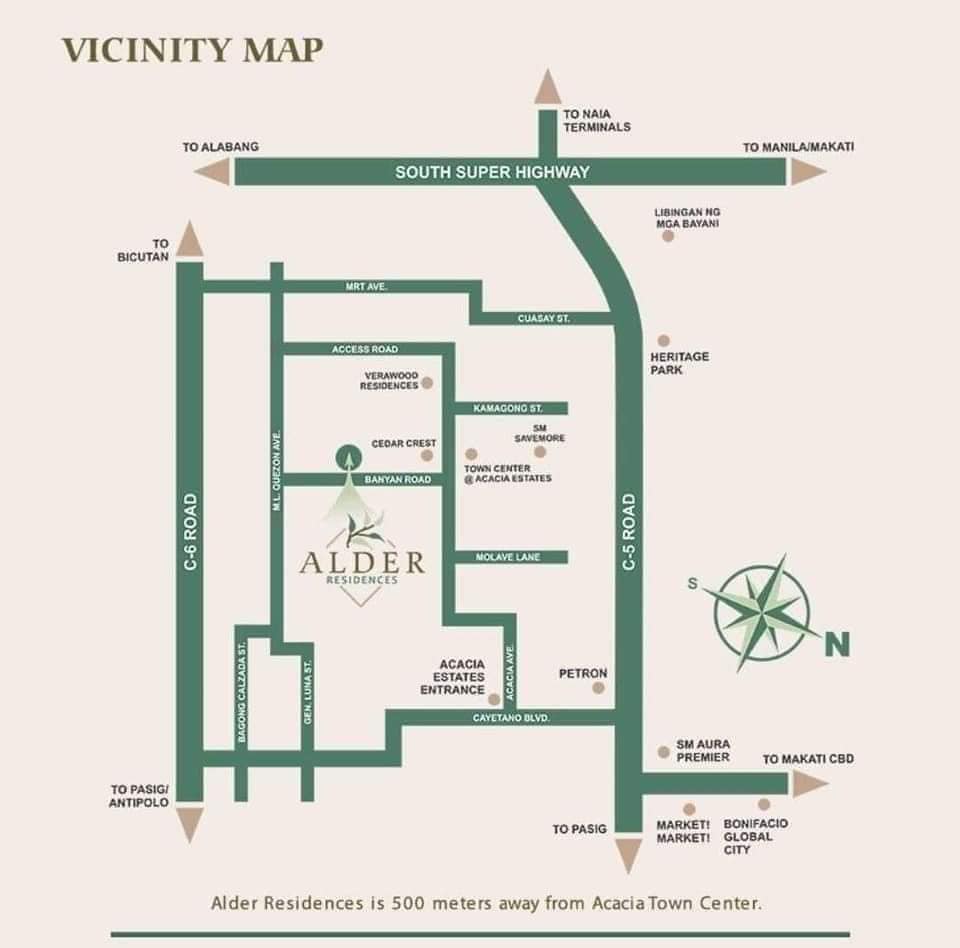 VICINITY MAP
TO NAIA
TERMINALS
TO ALABANG
TO MANILA/MAKATI
SOUTH SUPER HIGHWAY
LIBINGAN NG
MGA BAYANI
TO
BICUTAN
MRT AVE.
CUASAY ST.
ACCESS ROAD
HERITAGE
PARK
VERAWOOD
RESIDENCES
KAMAGONG ST.
SM
SAVEMORE
CEDAR CREST
TOWN CENTER
@ ACACIA ESTATES
BANYAN ROAD
M.L. QUEZON AVE.
C-6 ROAD
C-5 ROAD
ALDER
RESIDENCES
MOLAVE LANE
S
N
BAGONG CALZADA ST.
GEN. LUNA ST.
ACACIA
ESTATES
ENTRANCE
ACACIA AVE.
PETRON
CAYETANO BLVD.
SM AURA
PREMIER
TO MAKATI CBD
TO PASIG/
ANTIPOLO
TO PASIG
MARKET!
MARKET!
BONIFACIO
GLOBAL
CITY
Alder Residences is 500 meters away from Acacia Town Center.